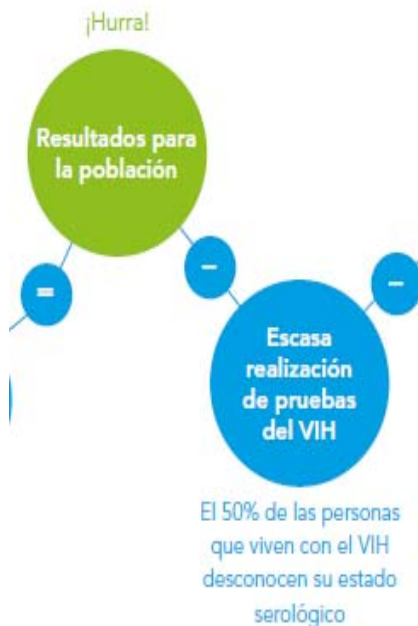 ¡Hurra!
Resultados para
la población
=
–
–
Escasa
realización
de pruebas
del VIH
El 50% de las personas
que viven con el VIH
desconocen su estado
serológico